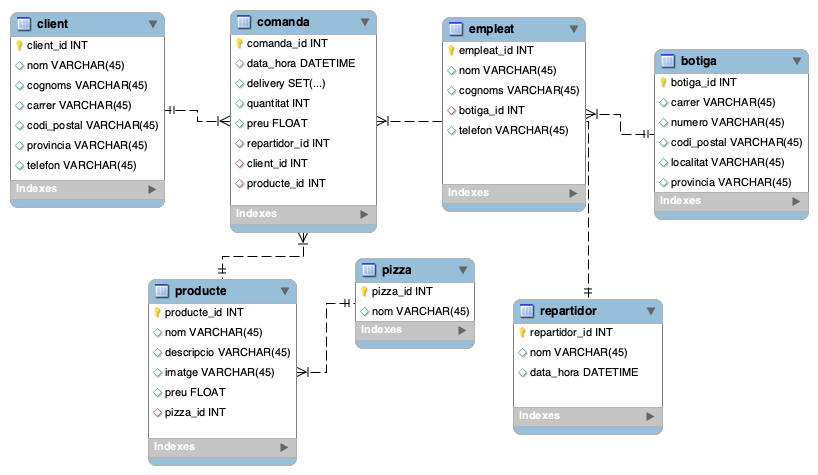 client
client_id INT
nom VARCHAR(45)
cognoms VARCHAR(45)
carrer VARCHAR(45)
codi_postal VARCHAR(45)
provincia VARCHAR(45)
telefon VARCHAR(45)
Indexes
comanda
comanda_id INT
data_hora DATETIME
delivery SET(...)
quantitat INT
preu FLOAT
repartidor_id INT
client_id INT
producte_id INT
Indexes
empleat
empleat_id INT
nom VARCHAR(45)
cognoms VARCHAR(45)
botiga_id INT
telefon VARCHAR(45)
Indexes
botiga
botiga_id INT
carrer VARCHAR(45)
numero VARCHAR(45)
codi_postal VARCHAR(45)
localitat VARCHAR(45)
provincia VARCHAR(45)
Indexes
producte
producte_id INT
nom VARCHAR(45)
descripcio VARCHAR(45)
imatge VARCHAR(45)
preu FLOAT
pizza_id INT
Indexes
pizza
pizza_id INT
nom VARCHAR(45)
Indexes
repartidor
repartidor_id INT
nom VARCHAR(45)
data_hora DATETIME
Indexes